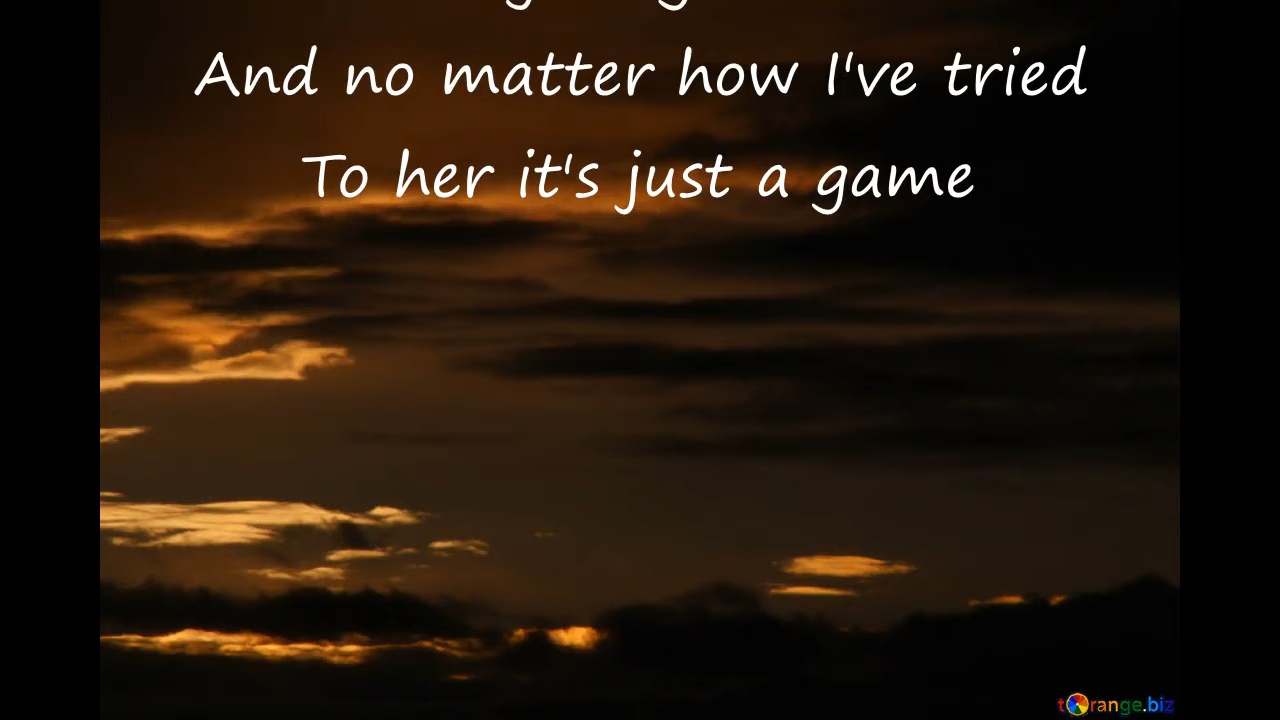 And no matter how I've tried
To her it's just a game
torange.biz